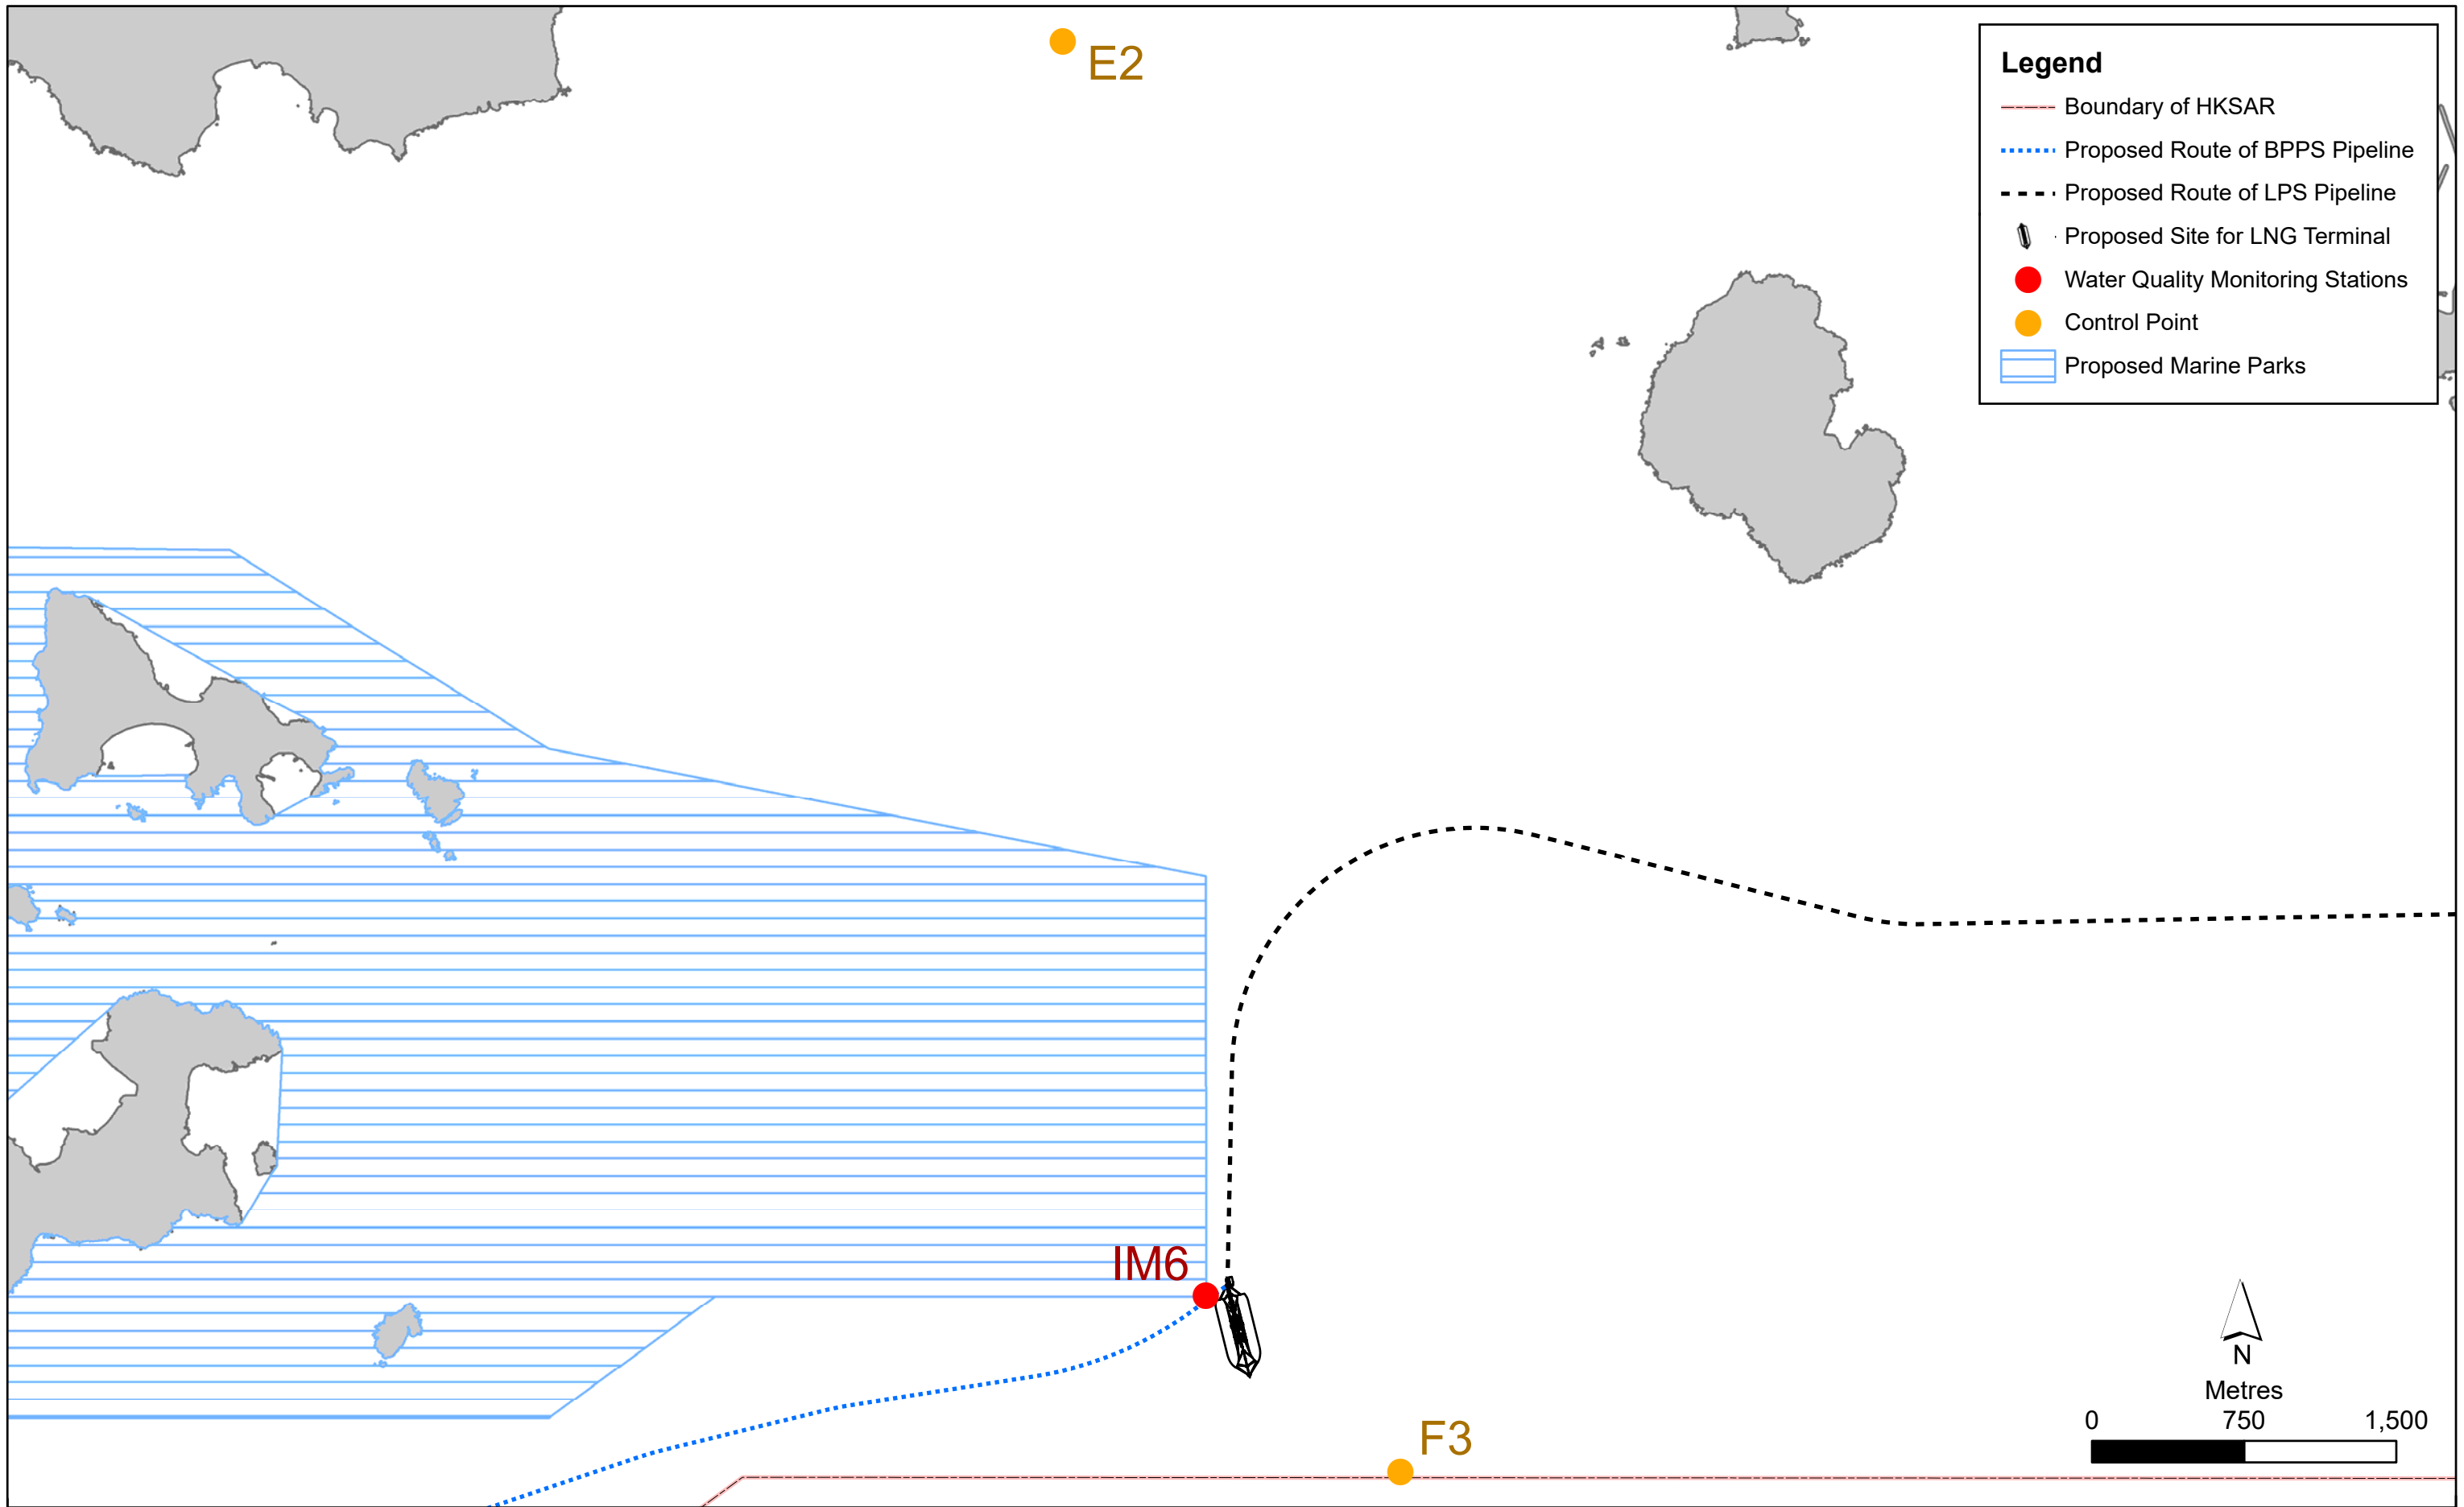 E2
Legend
Boundary of HKSAR
Proposed Route of BPPS Pipeline
Proposed Route of LPS Pipeline
Proposed Site for LNG Terminal
Water Quality Monitoring Stations
Control Point
Proposed Marine Parks
IM6
F3
N
Metres
0 750 1,500